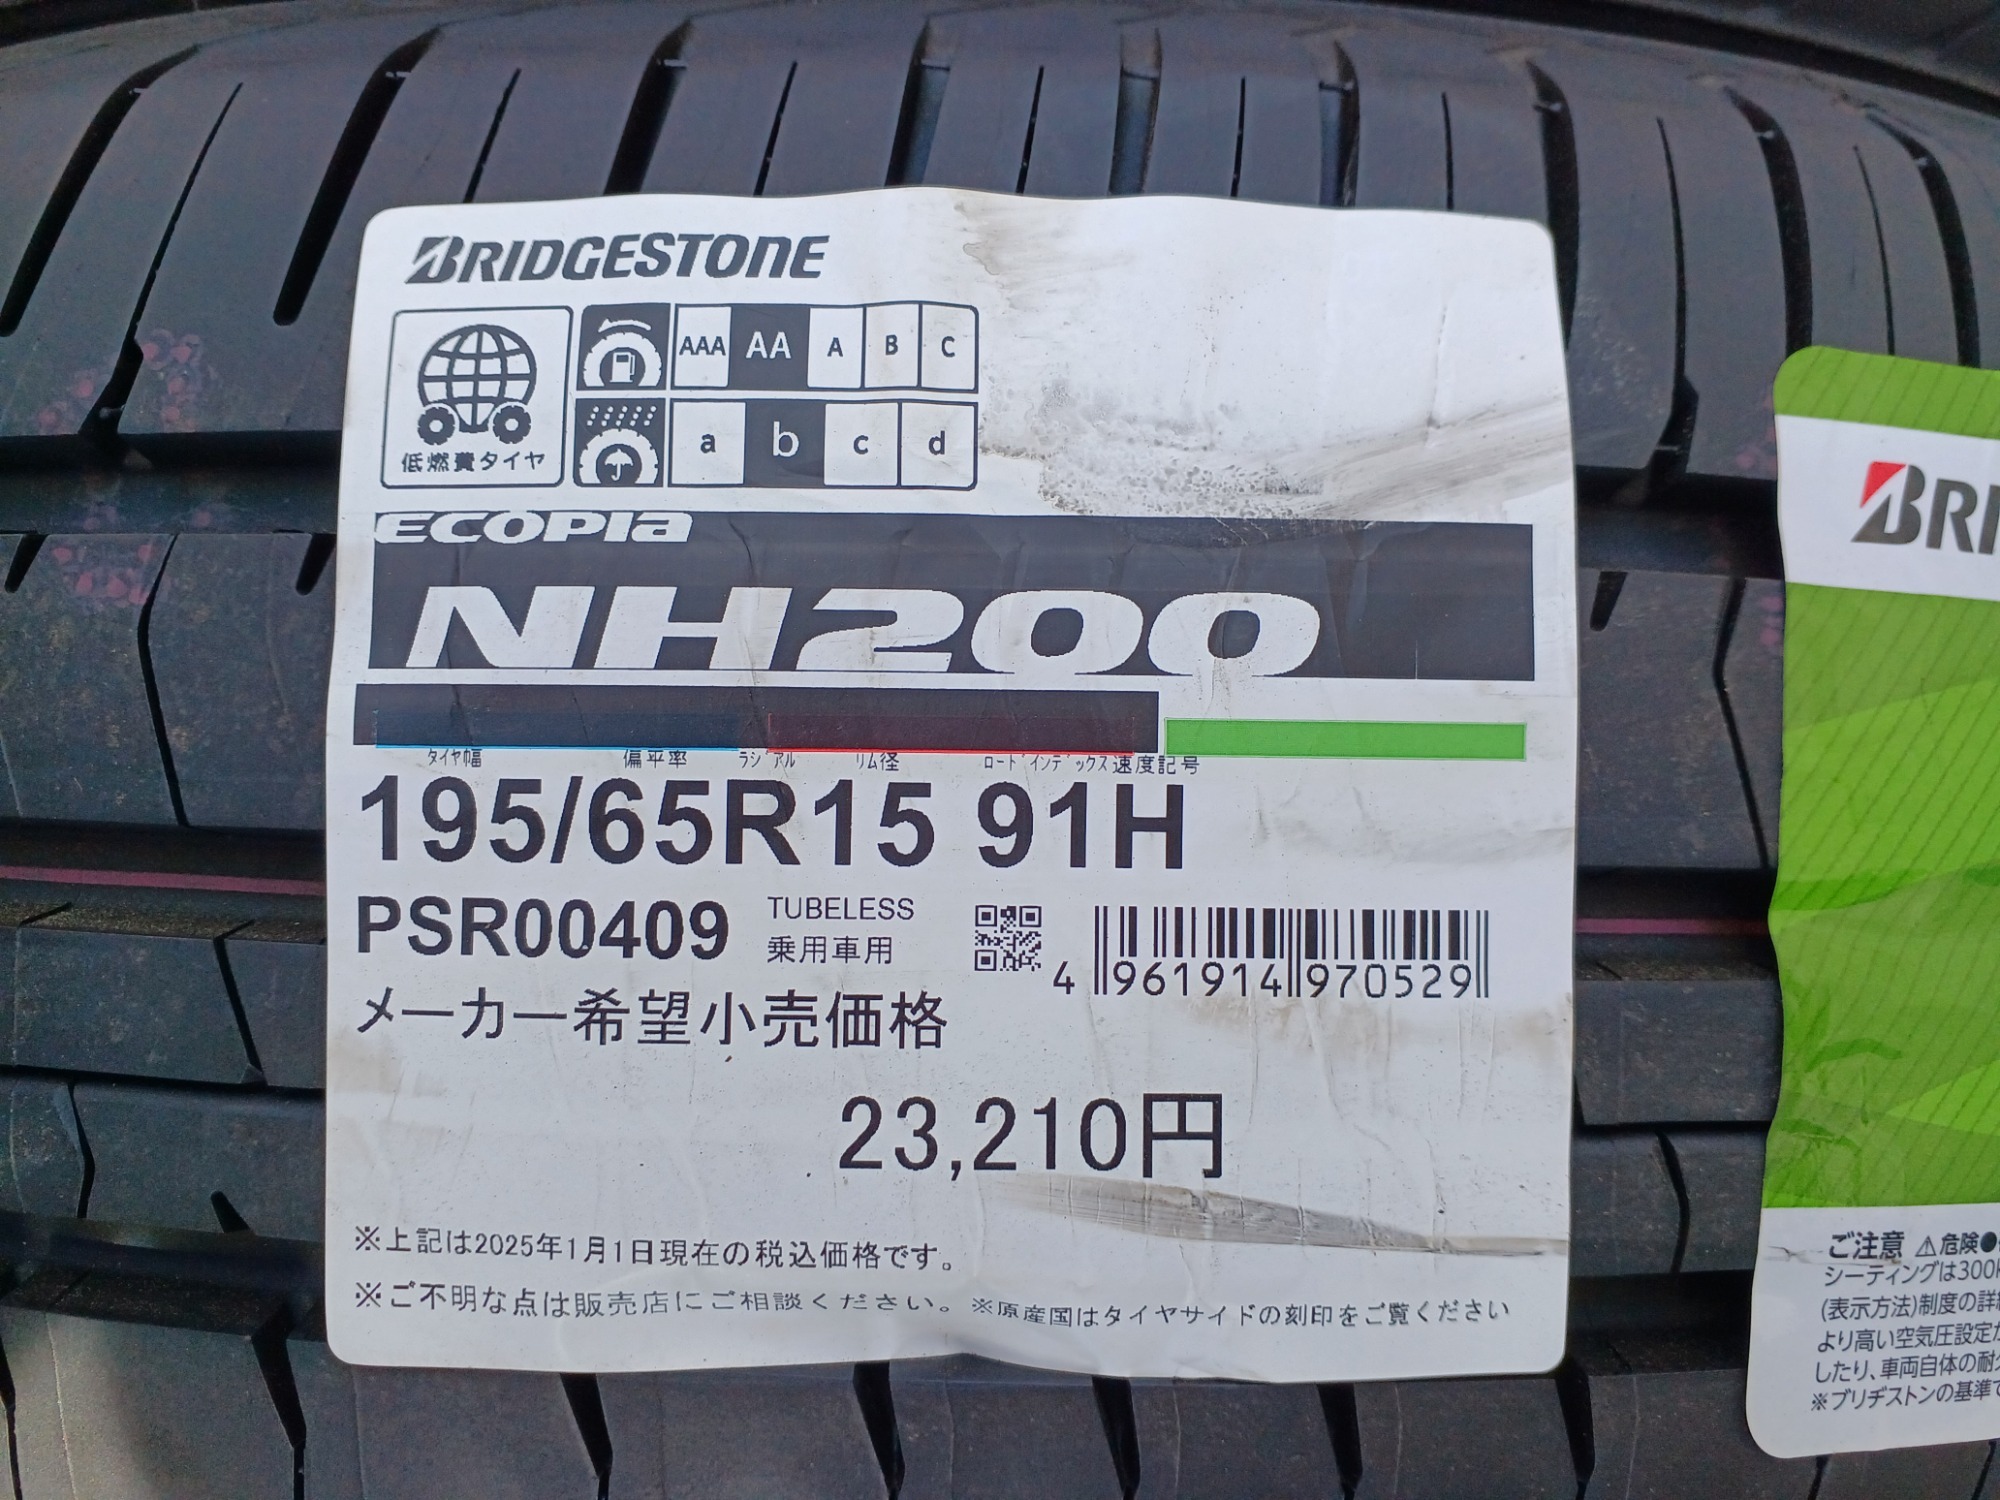 BRIDGESTONE
AAA AA A B C
a b c d
低燃費タイヤ
ECOPIA
NH200
タイヤ幅 偏平率 ラジアル リム径 ロードインデックス 速度記号
195/65R15 91H
PSR00409 TUBELESS
乗用車用
4 961914 970529
メーカー希望小売価格
23,210円
※上記は2025年1月1日現在の税込価格です。
※ご不明な点は販売店にご相談ください。 ※原産国はタイヤサイドの刻印をご覧ください
BRI
ご注意 ⚠危険●
シーティングは300k
(表示方法)制度の詳
より高い空気圧設定
したり、車両自体の耐
※ブリヂストンの基準で